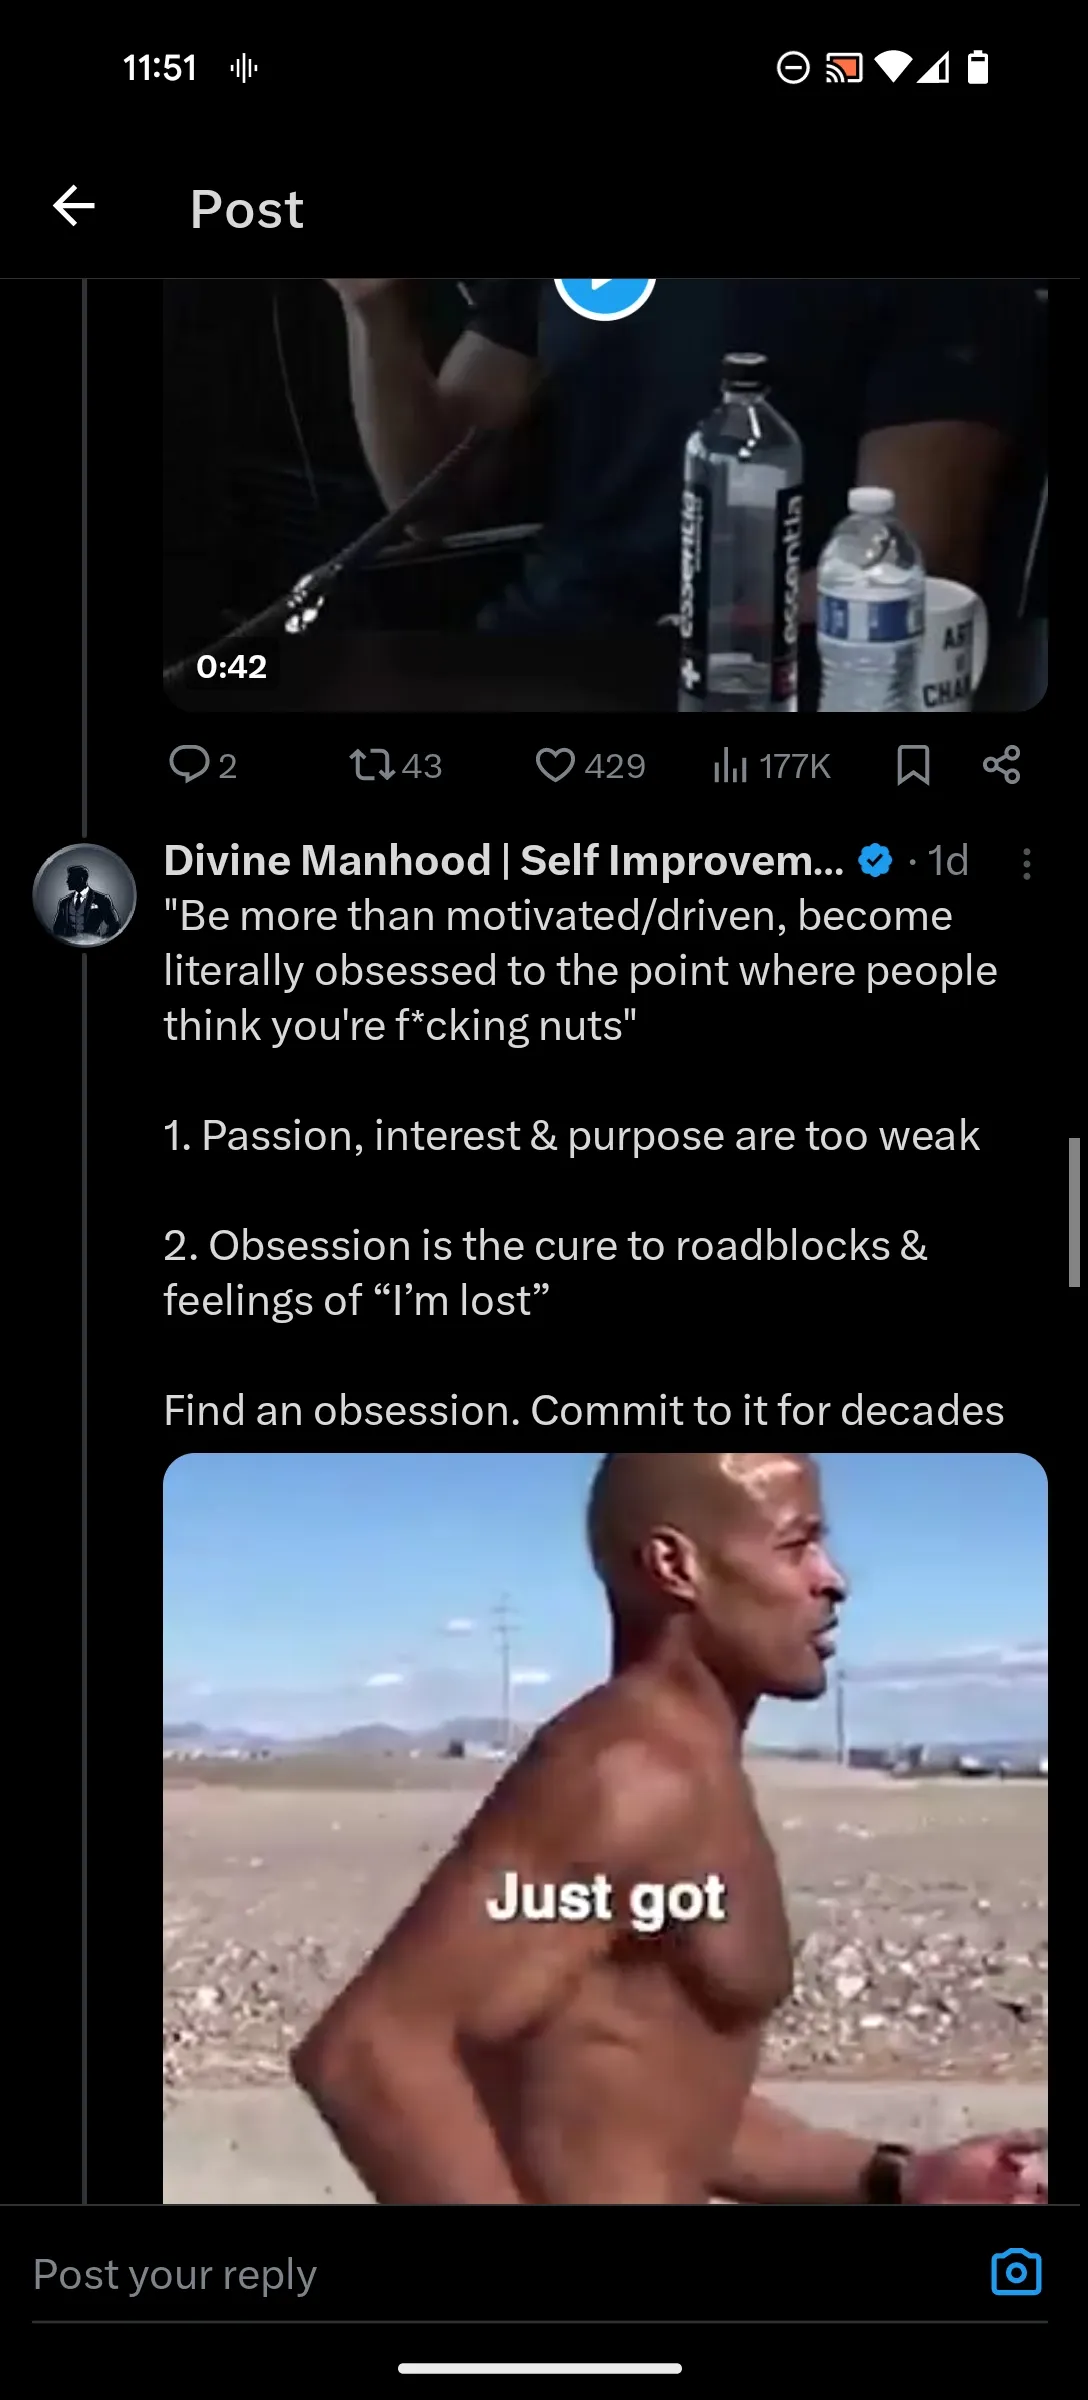 11:51
Post
essentia
essentia
0:42
2
43
429
177K
Divine Manhood | Self Improvem... · 1d
"Be more than motivated/driven, become
literally obsessed to the point where people
think you're f*cking nuts"
1. Passion, interest & purpose are too weak
2. Obsession is the cure to roadblocks &
feelings of “I’m lost”
Find an obsession. Commit to it for decades
Just got
Post your reply